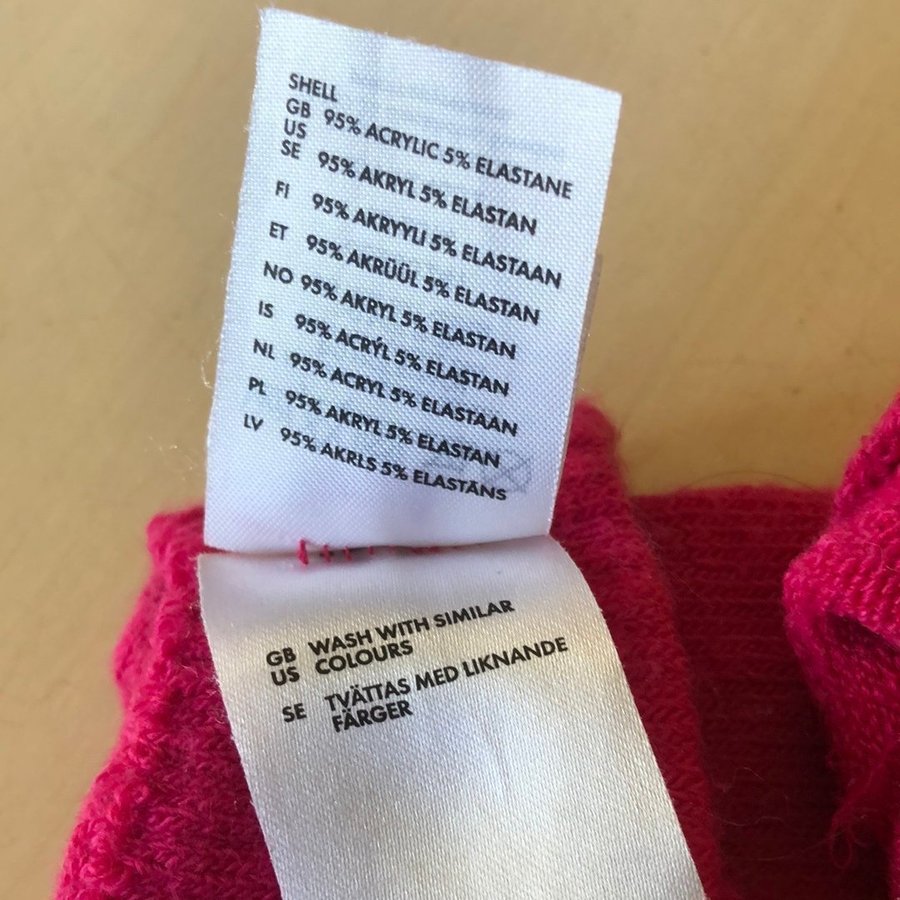 SHELL
GB 95% ACRYLIC 5% ELASTANE
US
SE 95% AKRYL 5% ELASTAN
FI 95% AKRYYLI 5% ELASTAAN
ET 95% AKRÜÜL 5% ELASTAN
NO 95% AKRYL 5% ELASTAN
IS 95% ACRÝL 5% ELASTAN
NL 95% ACRYL 5% ELASTAAN
PL 95% AKRYL 5% ELASTAN
LV 95% AKRLS 5% ELASTĀNS
GB WASH WITH SIMILAR
US COLOURS
SE TVÄTTAS MED LIKNANDE
FÄRGER